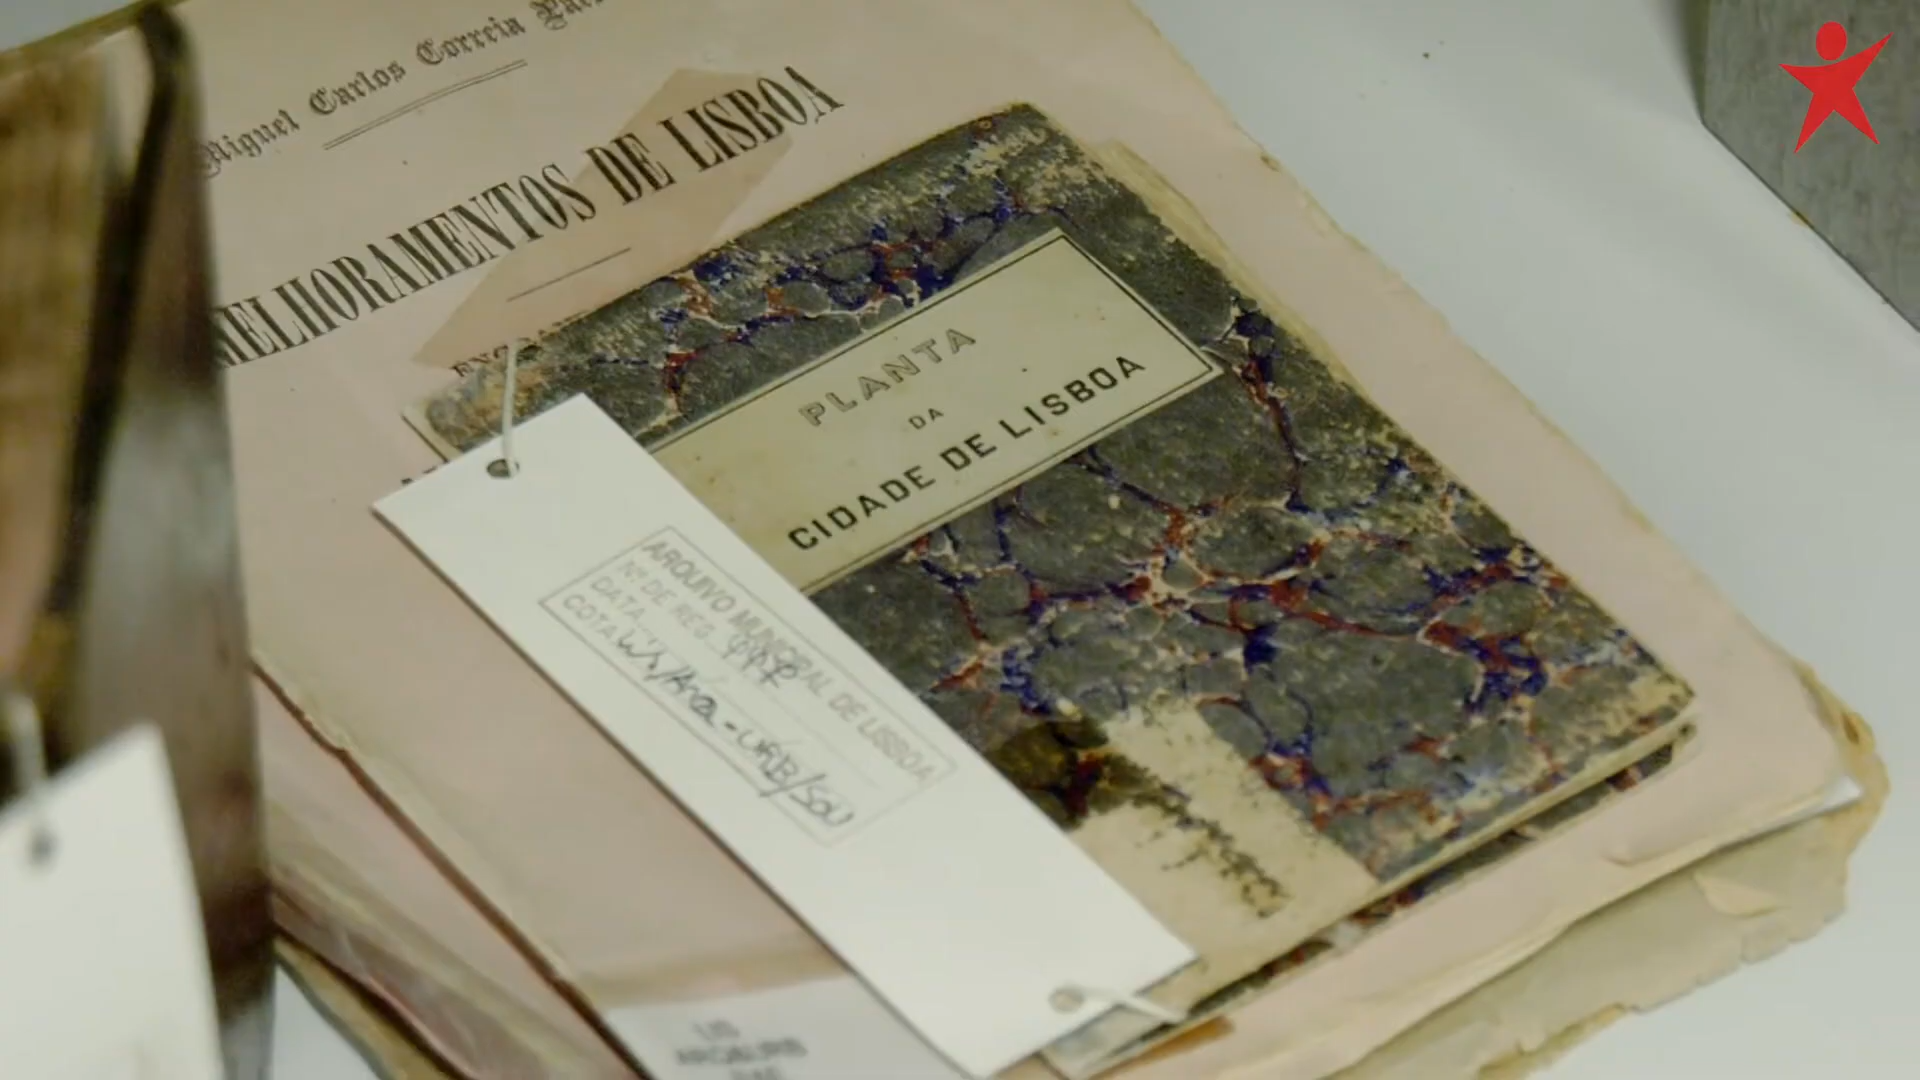 Miguel Carlos Correia
MELHORAMENTOS DE LISBOA
PLANTA
DA
CIDADE DE LISBOA
ARQUIVO MUNICIPAL DE LISBOA
Nº DE REG.
DATA
COTA